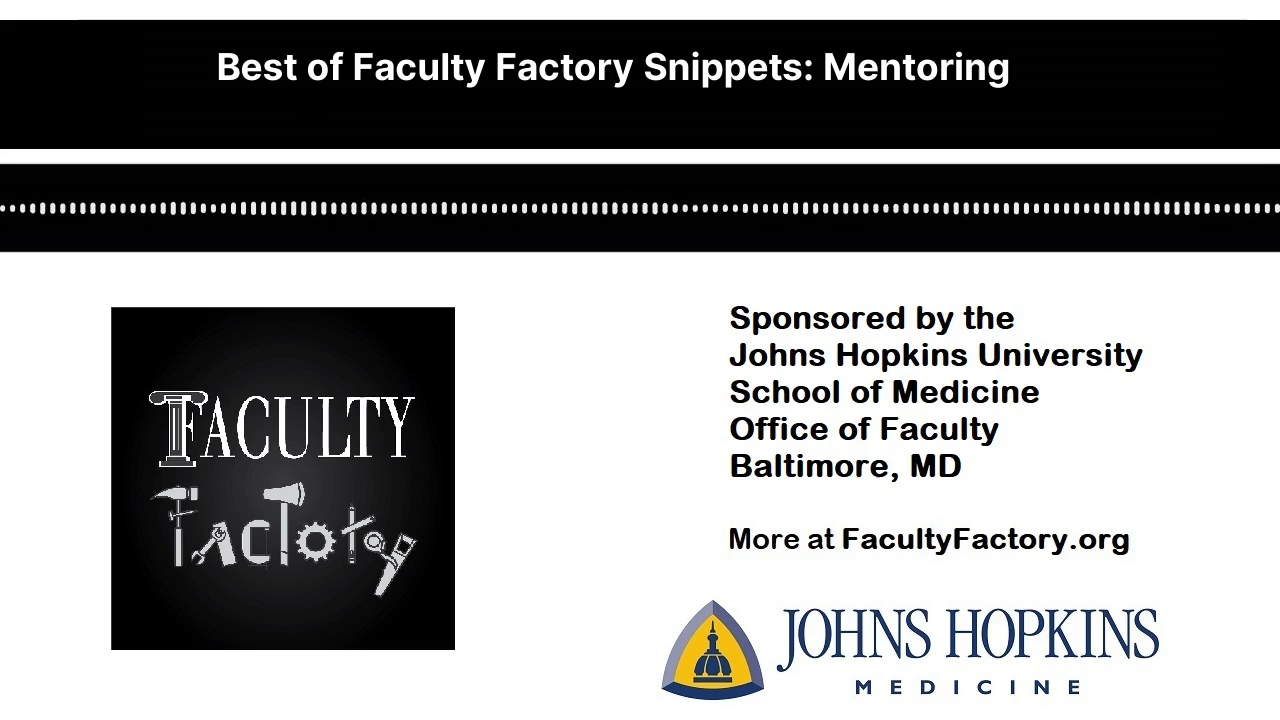 Best of Faculty Factory Snippets: Mentoring
FACULTY
Factory
Sponsored by the
Johns Hopkins University
School of Medicine
Office of Faculty
Baltimore, MD
More at FacultyFactory.org
JOHNS HOPKINS
MEDICINE